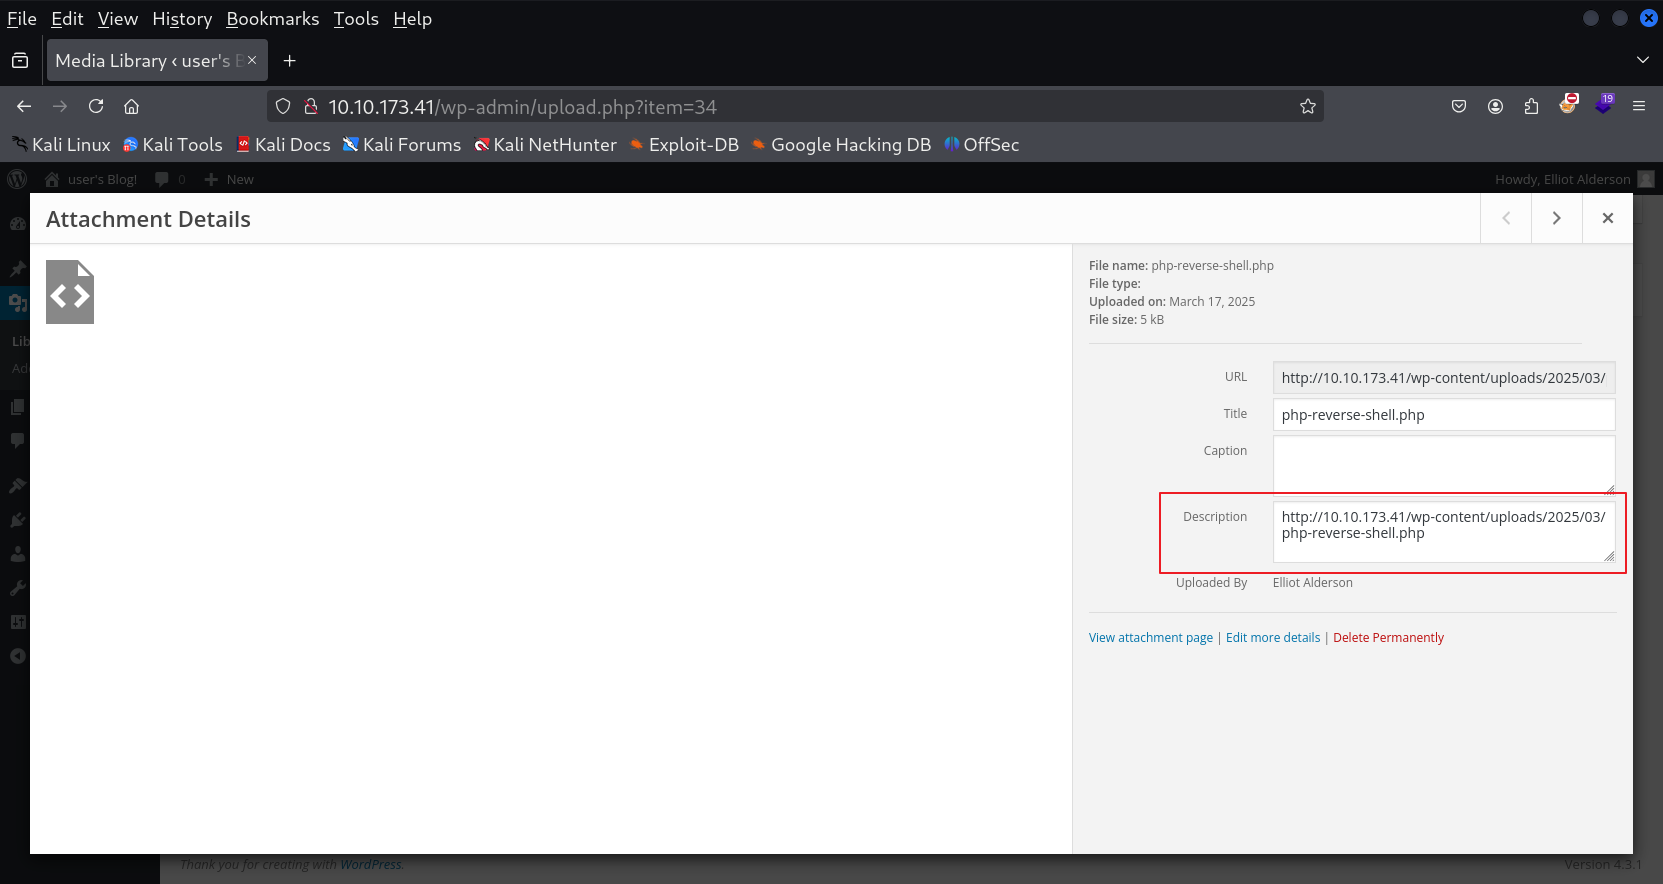 File Edit View History Bookmarks Tools Help
Media Library ‹ user's B
10.10.173.41/wp-admin/upload.php?item=34
19
Kali Linux Kali Tools Kali Docs Kali Forums Kali NetHunter Exploit-DB Google Hacking DB OffSec
user's Blog! 0 New Howdy, Elliot Alderson
Attachment Details
File name: php-reverse-shell.php
File type:
Uploaded on: March 17, 2025
File size: 5 kB
Lib
Ad
URL http://10.10.173.41/wp-content/uploads/2025/03/
Title php-reverse-shell.php
Caption
Description http://10.10.173.41/wp-content/uploads/2025/03/
php-reverse-shell.php
Uploaded By Elliot Alderson
View attachment page | Edit more details | Delete Permanently
Thank you for creating with WordPress. Version 4.3.1